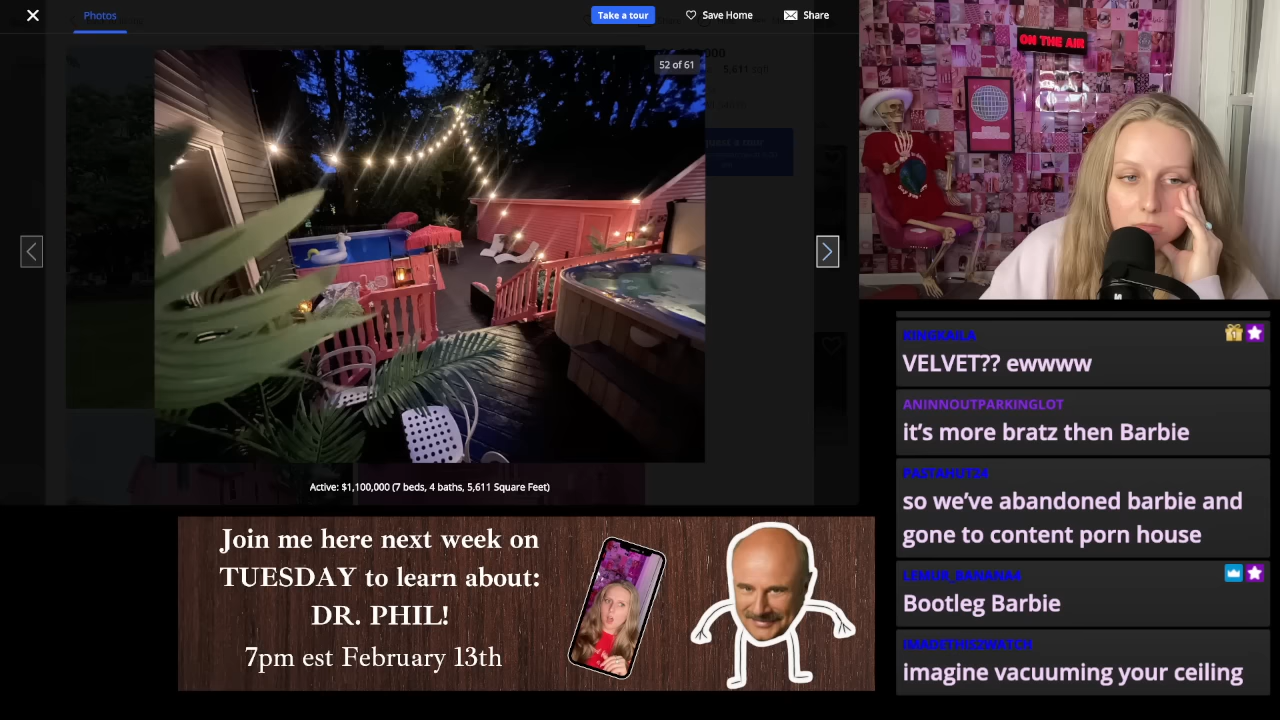 Photos
Take a tour
Save Home
Share
52 of 61
Active: $1,100,000 (7 beds, 4 baths, 5,611 Square Feet)
ON THE AIR
KINGKAILA
VELVET?? ewwww
ANINNOUTPARKINGLOT
it's more bratz then Barbie
PASTAHUT24
so we've abandoned barbie and
gone to content porn house
LEMUR_BANANA4
Bootleg Barbie
IMADETHIS2WATCH
imagine vacuuming your ceiling
Join me here next week on
TUESDAY to learn about:
DR. PHIL!
7pm est February 13th